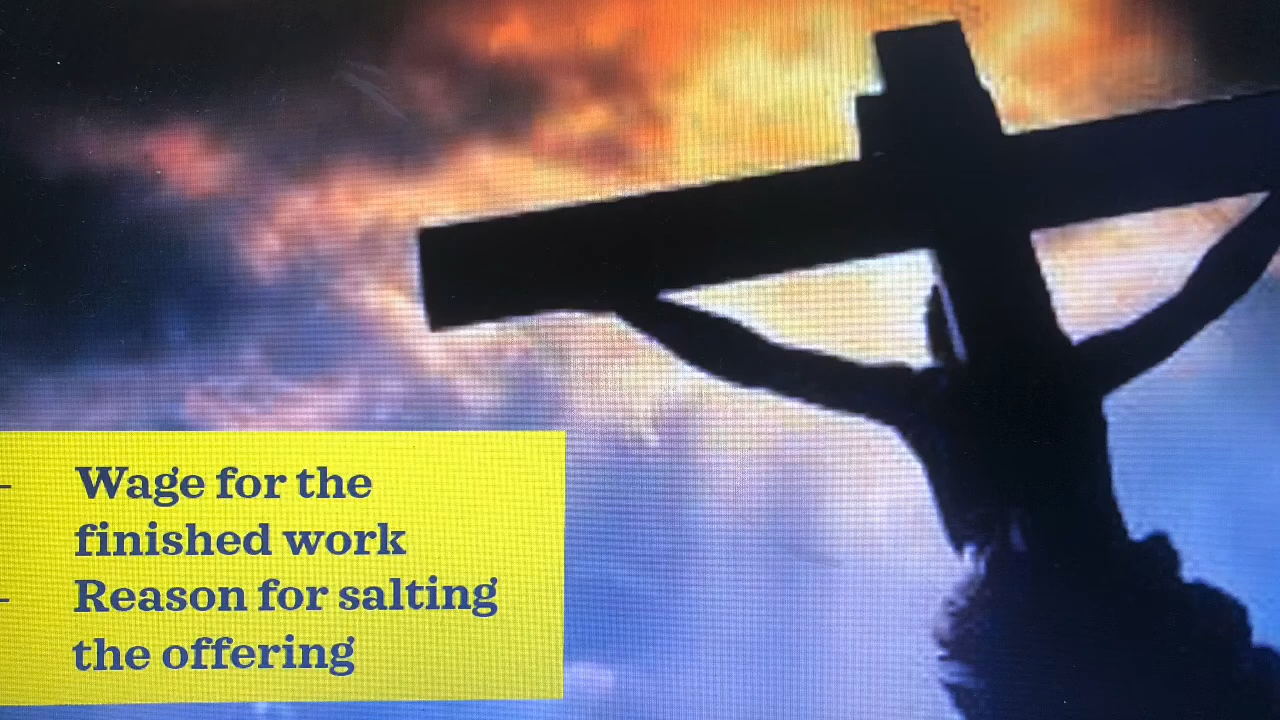 - Wage for the
finished work
- Reason for salting
the offering